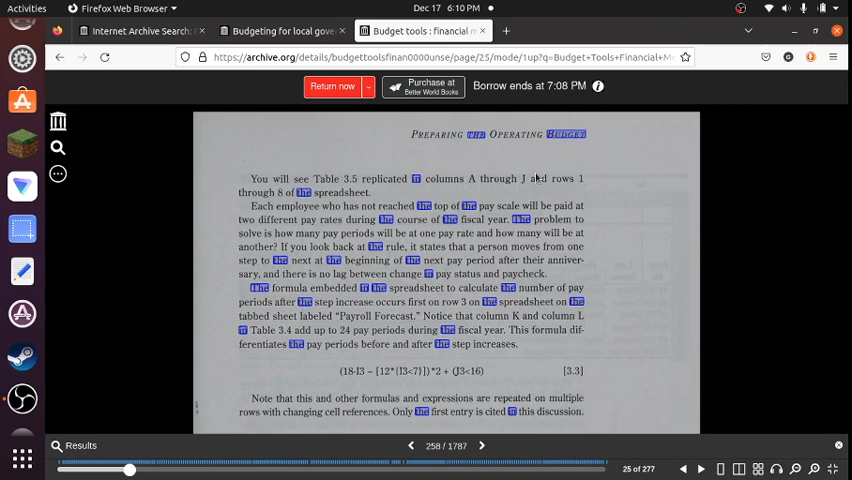 Activities
Firefox Web Browser
Dec 17 6:10 PM
Internet Archive Search:
Budgeting for local gove
Budget tools : financial m
https://archive.org/details/budgettoolsfinan0000unse/page/25/mode/1up?q=Budget+Tools+Financial+M
Return now
Purchase at
Better World Books
Borrow ends at 7:08 PM
PREPARING THE OPERATING BUDGET
You will see Table 3.5 replicated in columns A through J and rows 1
through 8 of the spreadsheet.
Each employee who has not reached the top of the pay scale will be paid at
two different pay rates during the course of the fiscal year. The problem to
solve is how many pay periods will be at one pay rate and how many will be at
another? If you look back at the rule, it states that a person moves from one
step to the next at the beginning of the next pay period after their anniver-
sary, and there is no lag between change in pay status and paycheck.
The formula embedded in the spreadsheet to calculate the number of pay
periods after the step increase occurs first on row 3 on the spreadsheet on the
tabbed sheet labeled “Payroll Forecast.” Notice that column K and column L
in Table 3.4 add up to 24 pay periods during the fiscal year. This formula dif-
ferentiates the pay periods before and after the step increases.
(18-I3 – [12*(I3<7)])*2 + (J3<16) [3.3]
Note that this and other formulas and expressions are repeated on multiple
rows with changing cell references. Only the first entry is cited in this discussion.
Results
258 / 1787
25 of 277